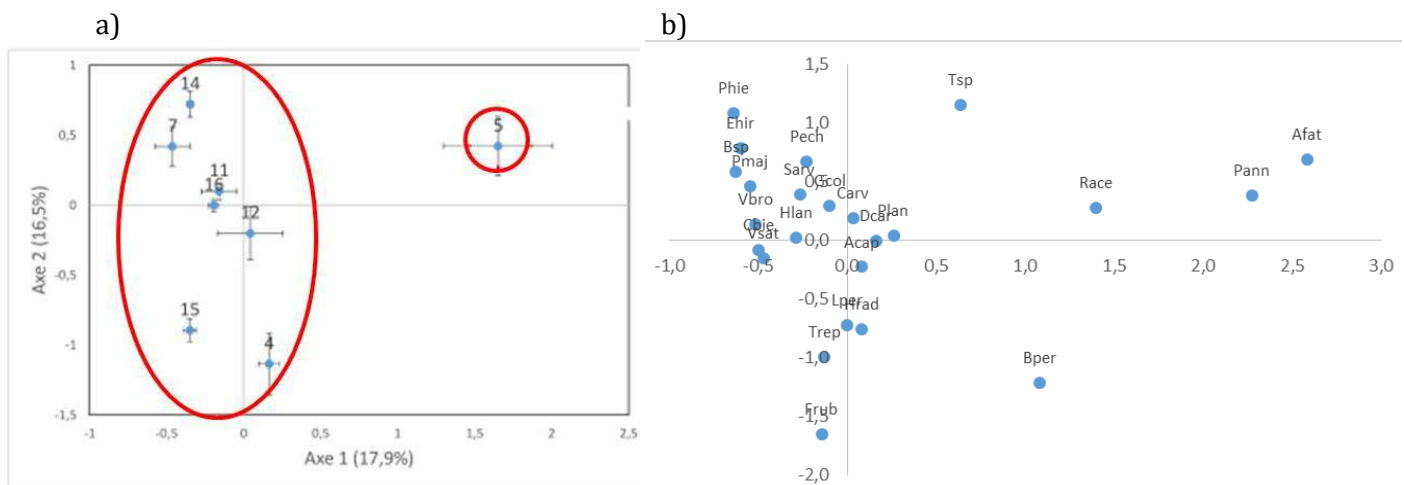 a)
1
0,5
0
-0,5
-1
-1,5
-1
-0,5
0
0,5
1
1,5
2
2,5
Axe 2 (16,5%)
Axe 1 (17,9%)
14
7
5
11
16
12
15
4
b)
1,5
1,0
0,5
0,0
-0,5
-1,0
-1,5
-2,0
-1,0
-0,5
0,0
0,5
1,0
1,5
2,0
2,5
3,0
Phie
Tsp
Ehir
Bsp
Pech
Afat
Pmaj
Sarv
Pann
Race
Carv
Vbro
Hlan
Dcar
Plan
Vsat
Acap
Lper
Hrad
Trep
Bper
Frub